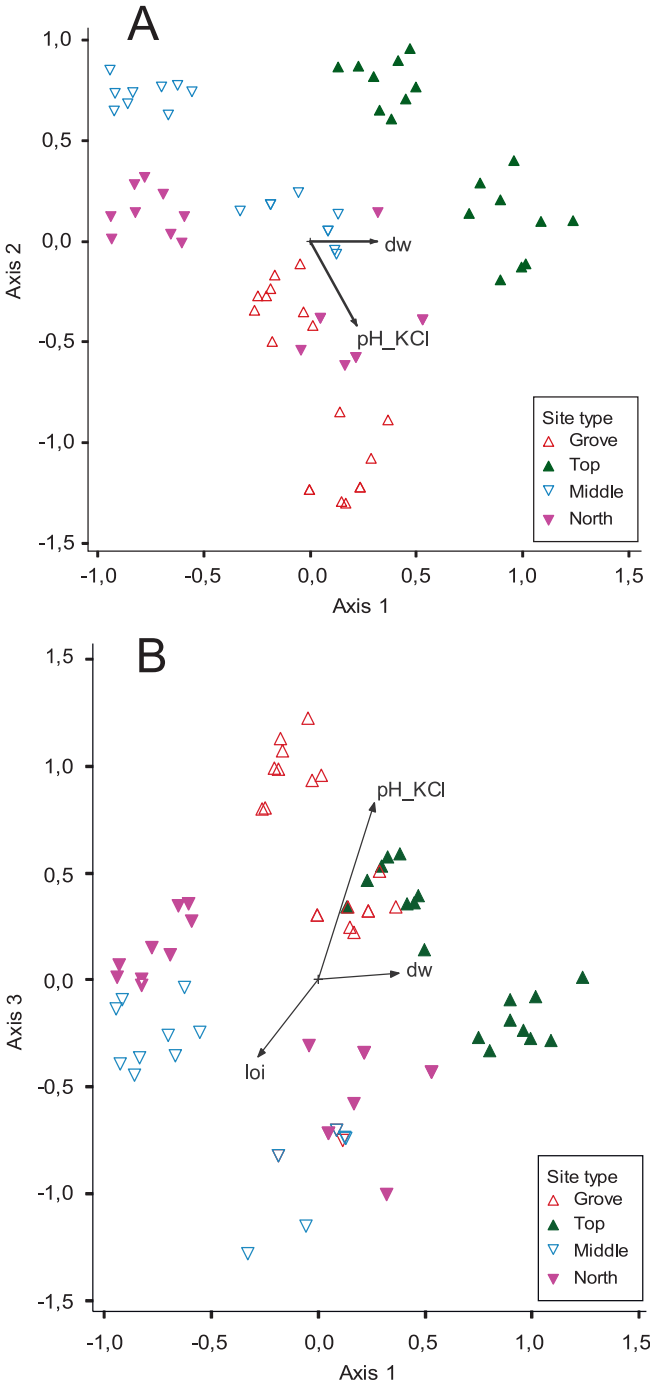 A
1,0
0,5
0,0
-0,5
-1,0
-1,5
Axis 2
dw
pH_KCl
Site type
Grove
Top
Middle
North
-1,0 -0,5 0,0 0,5 1,0 1,5
Axis 1
B
1,5
1,0
0,5
0,0
-0,5
-1,0
-1,5
Axis 3
pH_KCl
dw
loi
Site type
Grove
Top
Middle
North
-1,0 -0,5 0,0 0,5 1,0 1,5
Axis 1